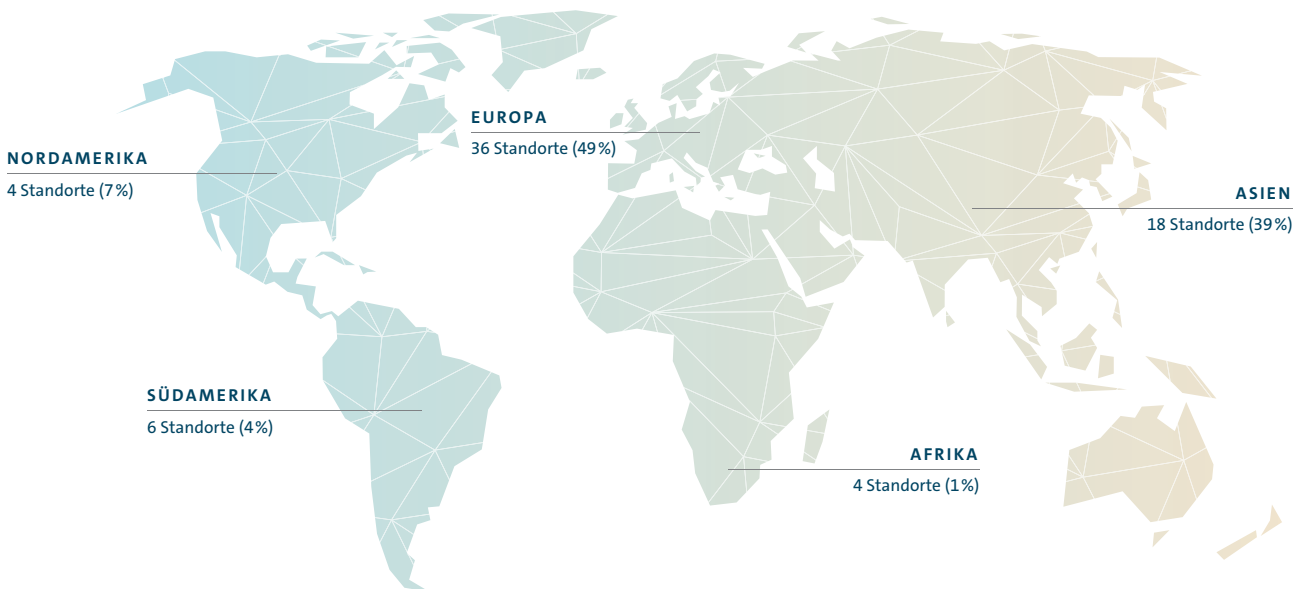 EUROPA
36 Standorte (49%)
NORDAMERIKA
4 Standorte (7%)
ASIEN
18 Standorte (39%)
SÜDAMERIKA
6 Standorte (4%)
AFRIKA
4 Standorte (1%)